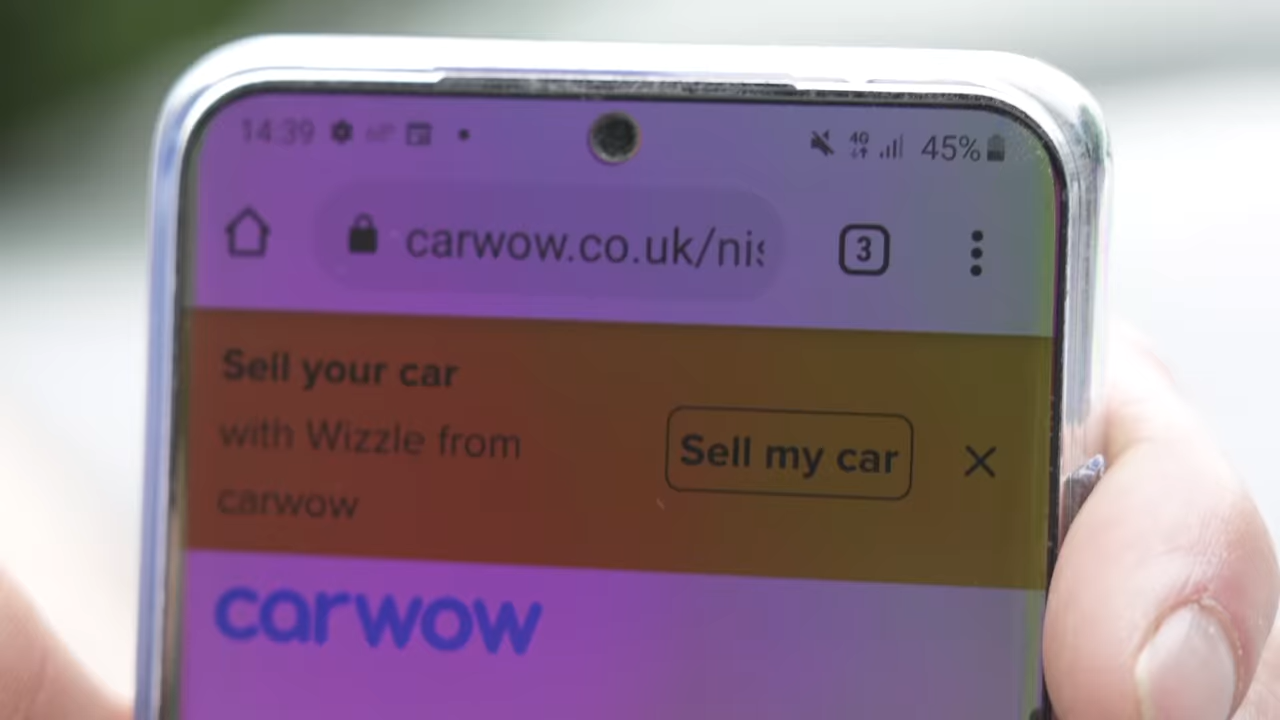 14:39 4G 45%
carwow.co.uk/nis
3
Sell your car
with Wizzle from
carwow
Sell my car
carwow